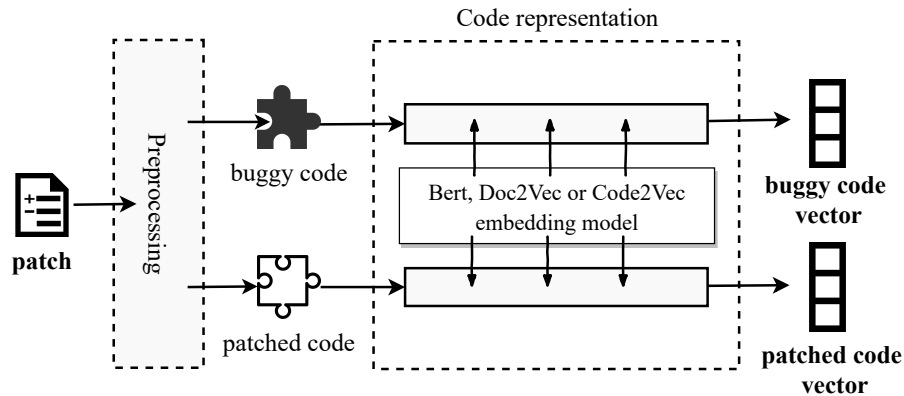 Code representation
Preprocessing
buggy code
Bert, Doc2Vec or Code2Vec
embedding model
buggy code
vector
patch
patched code
patched code
vector